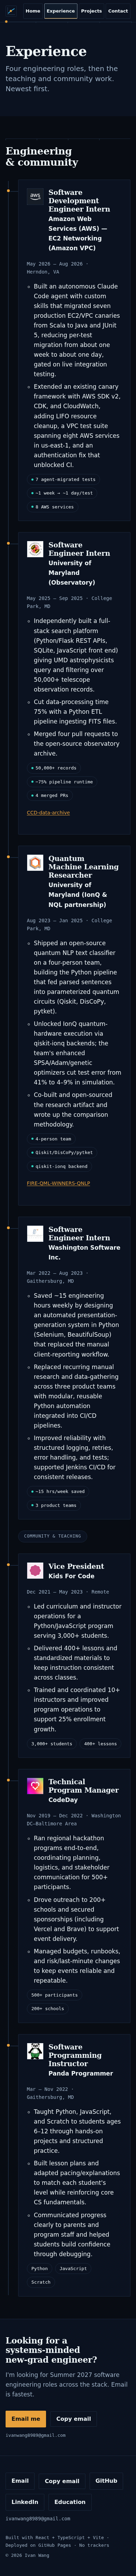 Home Experience Projects Contact
Experience
Four engineering roles, then the
teaching and community work.
Newest first.
Engineering
& community
aws
Software
Development
Engineer Intern
Amazon Web
Services (AWS) —
EC2 Networking
(Amazon VPC)
May 2026 – Aug 2026 ·
Herndon, VA
Built an autonomous Claude
Code agent with custom
skills that migrated seven
production EC2/VPC canaries
from Scala to Java and JUnit
5, reducing per-test
migration from about one
week to about one day,
gated on live integration
testing.
Extended an existing canary
framework with AWS SDK v2,
CDK, and CloudWatch,
adding LIFO resource
cleanup, a VPC test suite
spanning eight AWS services
in us-east-1, and an
authentication fix that
unblocked CI.
7 agent-migrated tests
~1 week → ~1 day/test
8 AWS services
Software
Engineer Intern
University of
Maryland
(Observatory)
May 2025 – Sep 2025 · College
Park, MD
Independently built a full-
stack search platform
(Python/Flask REST APIs,
SQLite, JavaScript front end)
giving UMD astrophysicists
query and filtering over
50,000+ telescope
observation records.
Cut data-processing time
75% with a Python ETL
pipeline ingesting FITS files.
Merged four pull requests to
the open-source observatory
archive.
50,000+ records
−75% pipeline runtime
4 merged PRs
CCD-data-archive
Quantum
Machine Learning
Researcher
University of
Maryland (IonQ &
NQL partnership)
Aug 2023 – Jan 2025 · College
Park, MD
Shipped an open-source
quantum NLP text classifier
on a four-person team,
building the Python pipeline
that fed parsed sentences
into parameterized quantum
circuits (Qiskit, DisCoPy,
pytket).
Unlocked IonQ quantum-
hardware execution via
qiskit-ionq backends; the
team's enhanced
SPSA/Adam/genetic
optimizers cut test error from
41% to 4–9% in simulation.
Co-built and open-sourced
the research artifact and
wrote up the comparison
methodology.
4-person team
Qiskit/DisCoPy/pytket
qiskit-ionq backend
FIRE-QML-WINNERS-QNLP
Software
Engineer Intern
Washington Software
Inc.
Mar 2022 – Aug 2023 ·
Gaithersburg, MD
Saved ~15 engineering
hours weekly by designing
an automated presentation-
generation system in Python
(Selenium, BeautifulSoup)
that replaced the manual
client-reporting workflow.
Replaced recurring manual
research and data-gathering
across three product teams
with modular, reusable
Python automation
integrated into CI/CD
pipelines.
Improved reliability with
structured logging, retries,
error handling, and tests;
supported Jenkins CI/CD for
consistent releases.
~15 hrs/week saved
3 product teams
COMMUNITY & TEACHING
Vice President
Kids For Code
Dec 2021 – May 2023 · Remote
Led curriculum and instructor
operations for a
Python/JavaScript program
serving 3,000+ students.
Delivered 400+ lessons and
standardized materials to
keep instruction consistent
across classes.
Trained and coordinated 10+
instructors and improved
program operations to
support 25% enrollment
growth.
3,000+ students 400+ lessons
Technical
Program Manager
CodeDay
Nov 2019 – Dec 2022 · Washington
DC–Baltimore Area
Ran regional hackathon
programs end-to-end,
coordinating planning,
logistics, and stakeholder
communication for 500+
participants.
Drove outreach to 200+
schools and secured
sponsorships (including
Vercel and Brave) to support
event delivery.
Managed budgets, runbooks,
and risk/last-minute changes
to keep events reliable and
repeatable.
500+ participants
200+ schools
Software
Programming
Instructor
Panda Programmer
Mar – Nov 2022 ·
Gaithersburg, MD
Taught Python, JavaScript,
and Scratch to students ages
6–12 through hands-on
projects and structured
practice.
Built lesson plans and
adapted pacing/explanations
to match each student's
level while reinforcing core
CS fundamentals.
Communicated progress
clearly to parents and
program staff and helped
students build confidence
through debugging.
Python JavaScript
Scratch
Looking for a
systems-minded
new-grad engineer?
I'm looking for Summer 2027 software
engineering roles across the stack. Email
is fastest.
Email me Copy email
ivanwang8989@gmail.com
Email Copy email GitHub
LinkedIn Education
ivanwang8989@gmail.com
Built with React + TypeScript + Vite ·
Deployed on GitHub Pages · No trackers
© 2026 Ivan Wang